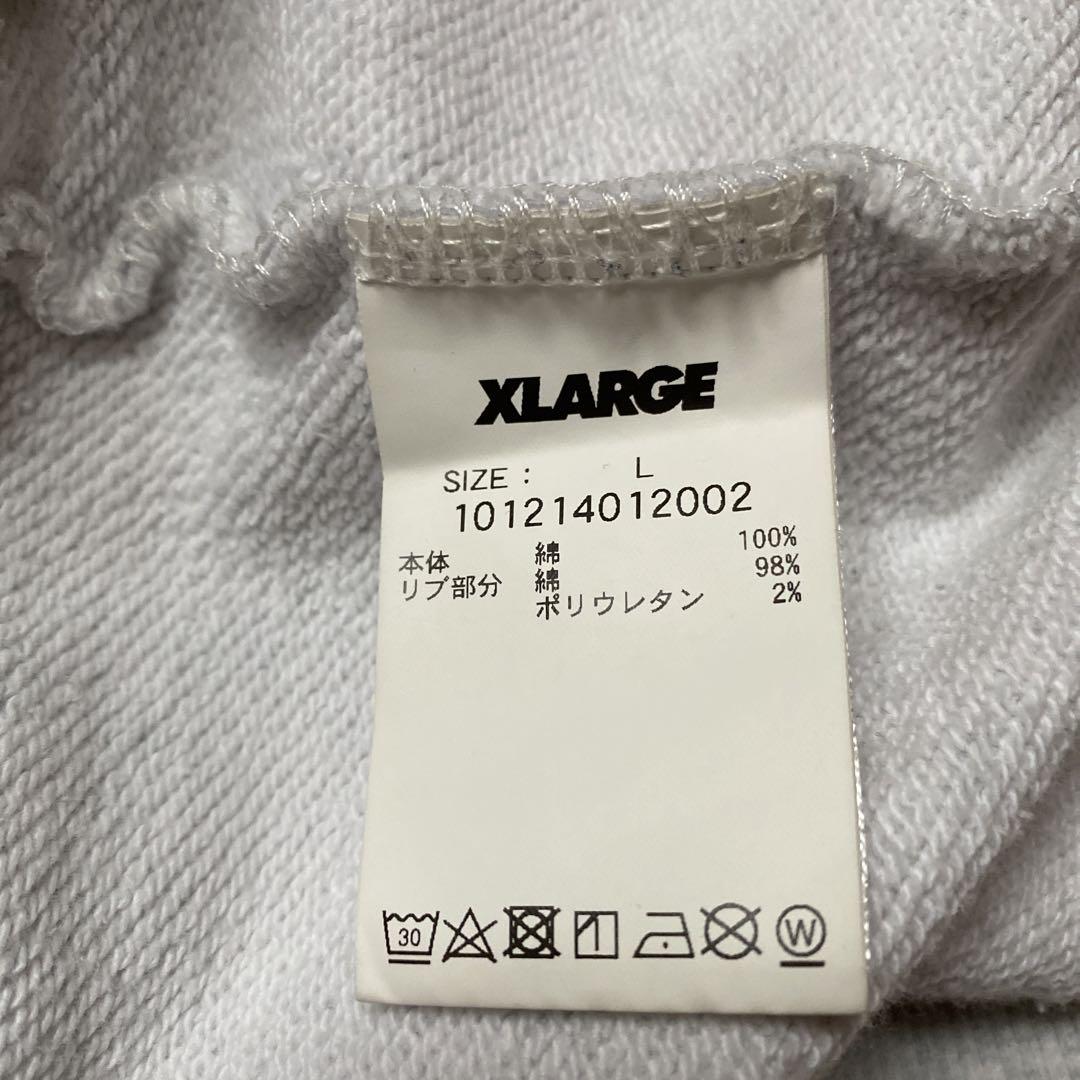 XLARGE
SIZE : L
101214012002
本体 綿 100%
リブ部分 綿 98%
ポリウレタン 2%
30 W